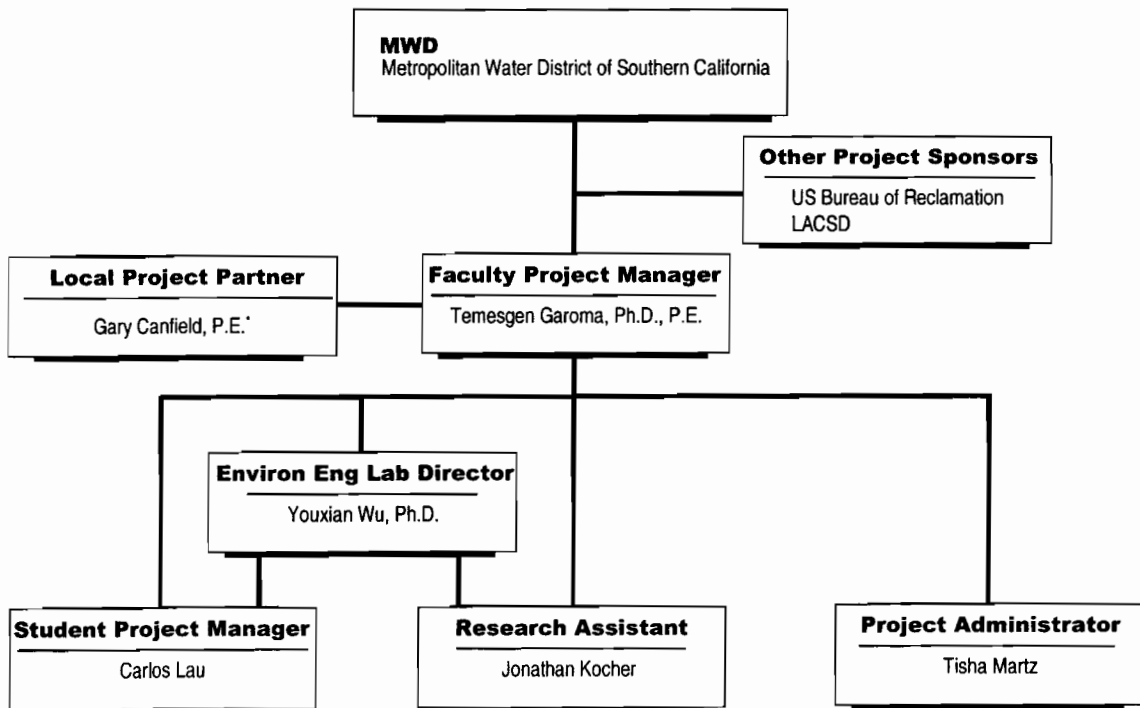 MWD
Metropolitan Water District of Southern California
Other Project Sponsors
US Bureau of Reclamation
LACSD
Local Project Partner
Gary Canfield, P.E.*
Faculty Project Manager
Temesgen Garoma, Ph.D., P.E.
Environ Eng Lab Director
Youxian Wu, Ph.D.
Student Project Manager
Carlos Lau
Research Assistant
Jonathan Kocher
Project Administrator
Tisha Martz